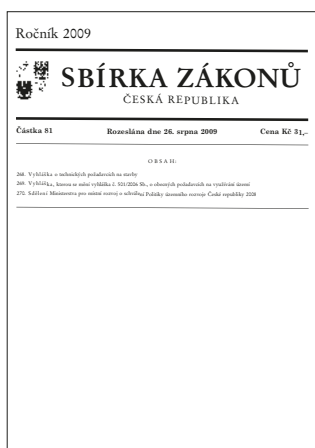 Ročník 2009
SBÍRKA ZÁKONŮ
ČESKÁ REPUBLIKA
Částka 81 Rozeslána dne 26. srpna 2009 Cena Kč 31,–
OBSAH:
268. Vyhláška o technických požadavcích na stavby
269. Vyhláška, kterou se mění vyhláška č. 501/2006 Sb., o obecných požadavcích na využívání území
270. Sdělení Ministerstva pro místní rozvoj o schválení Politiky územního rozvoje České republiky 2008